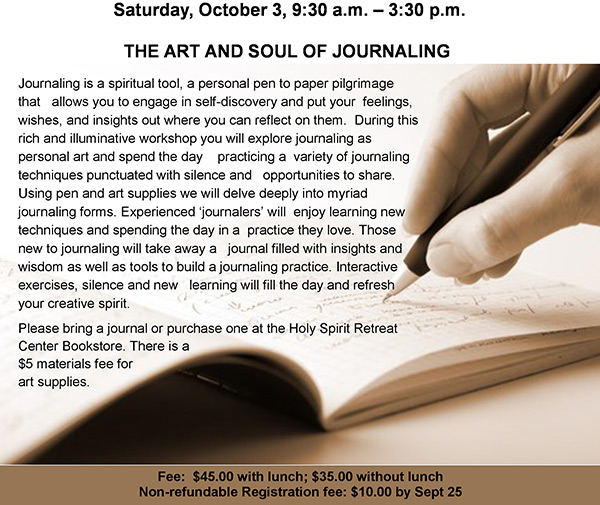 Saturday, October 3, 9:30 a.m. – 3:30 p.m.
THE ART AND SOUL OF JOURNALING
Journaling is a spiritual tool, a personal pen to paper pilgrimage
that allows you to engage in self-discovery and put your feelings,
wishes, and insights out where you can reflect on them. During this
rich and illuminative workshop you will explore journaling as
personal art and spend the day practicing a variety of journaling
techniques punctuated with silence and opportunities to share.
Using pen and art supplies we will delve deeply into myriad
journaling forms. Experienced ‘journalers’ will enjoy learning new
techniques and spending the day in a practice they love. Those
new to journaling will take away a journal filled with insights and
wisdom as well as tools to build a journaling practice. Interactive
exercises, silence and new learning will fill the day and refresh
your creative spirit.
Please bring a journal or purchase one at the Holy Spirit Retreat
Center Bookstore. There is a
$5 materials fee for
art supplies.
Fee: $45.00 with lunch; $35.00 without lunch
Non-refundable Registration fee: $10.00 by Sept 25